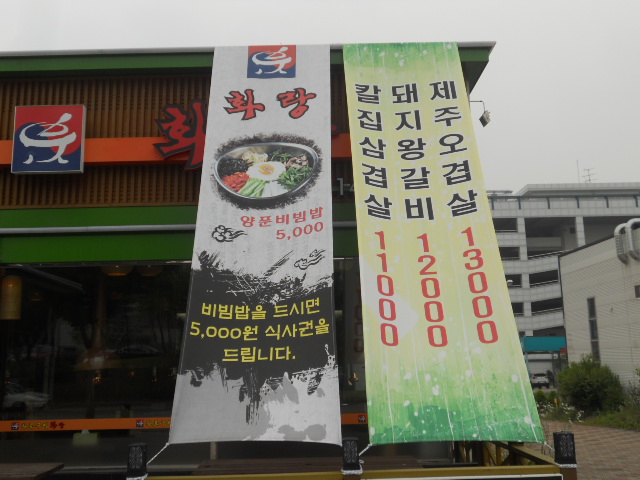 화랑
화랑
양푼비빔밥
5,000
비빔밥을 드시면
5,000원 식사권을
드립니다.
제주오겹살 13000
돼지왕갈비 12000
칼집삼겹살 11000